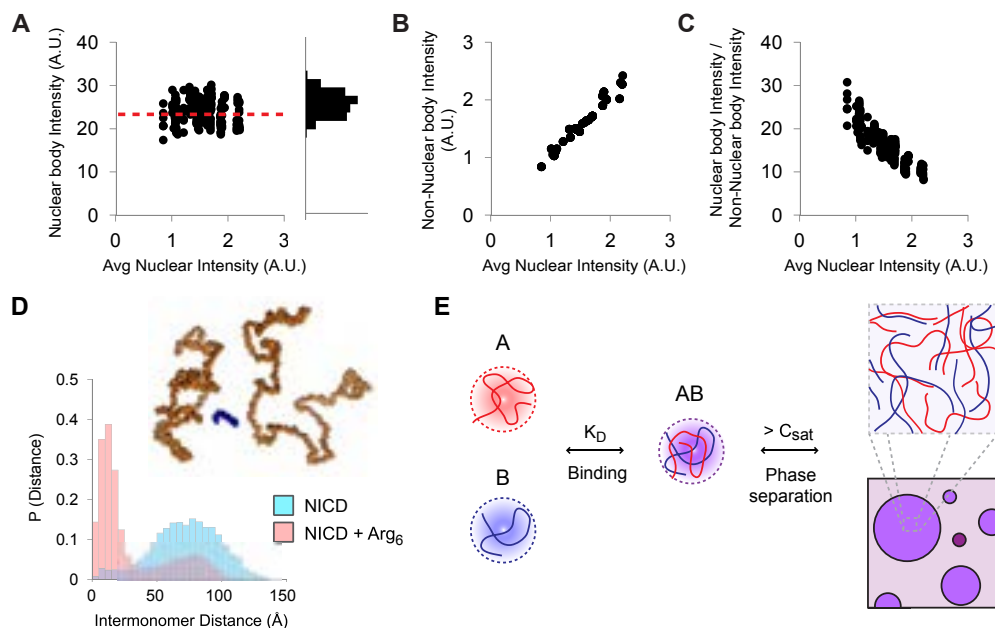 A
Nuclear body Intensity (A.U.)
40
30
20
10
0
0
1
2
3
Avg Nuclear Intensity (A.U.)
B
Non-Nuclear body Intensity
(A.U.)
3
2
1
0
0
1
2
3
Avg Nuclear Intensity (A.U.)
C
Nuclear body Intensity /
Non-Nuclear body Intensity
40
30
20
10
0
0
1
2
3
Avg Nuclear Intensity (A.U.)
D
P (Distance)
0.5
0.4
0.3
0.2
0.1
0
0
50
100
150
Intermonomer Distance (Å)
NICD
NICD + Arg₆
E
A
B
K_D
Binding
AB
> C_sat
Phase
separation